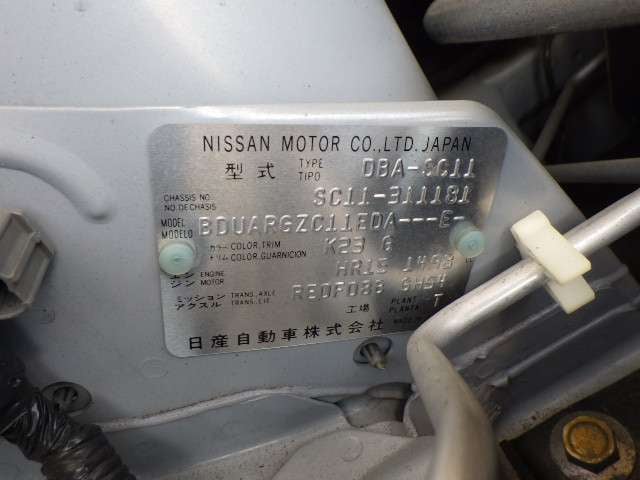 NISSAN MOTOR CO.,LTD.JAPAN
型式 TYPE TIPO DBA-SC11
CHASSIS NO. NO.DE CHASIS SC11-311181
MODEL MODELO BDUARGZC11EDA---E-
カラー COLOR,TRIM トリム COLOR,GUARNICION K23 G
エンジン ENGINE MOTOR HR15 1498
ミッション アクスル TRANS,AXLE TRANS,EJE RE0F08B GH54
工場 PLANT PLANTA T
日産自動車株式会社 MADE